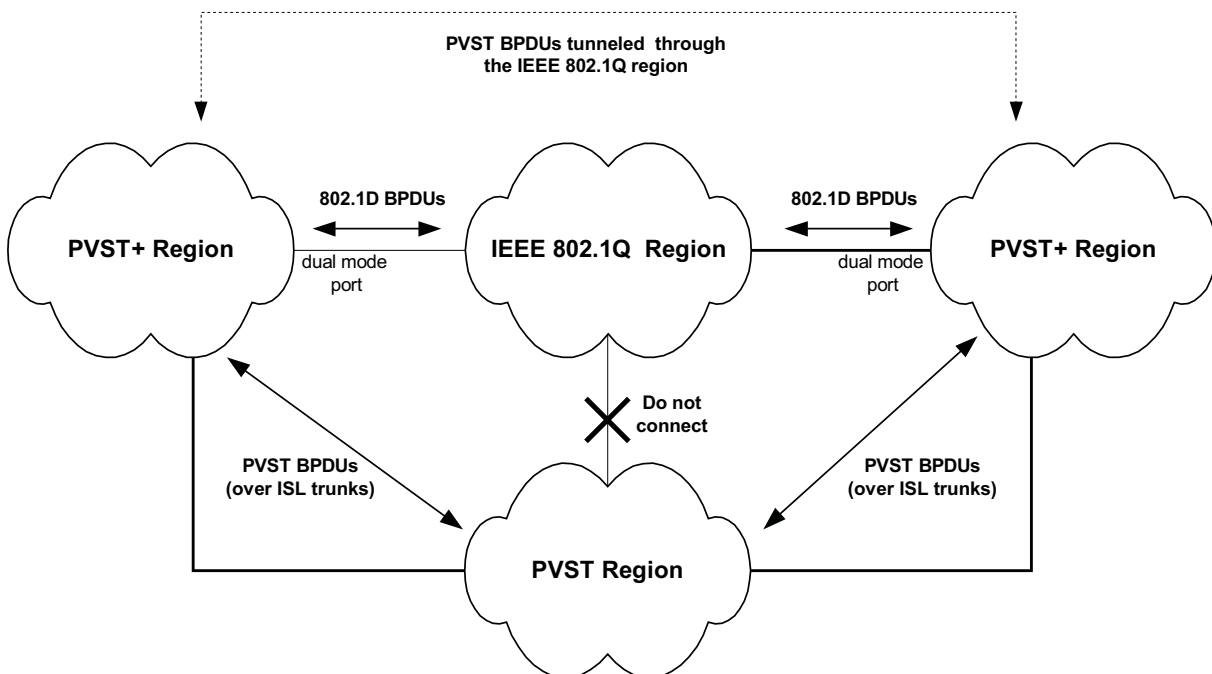 PVST BPDUs tunneled through
the IEEE 802.1Q region
802.1D BPDUs
802.1D BPDUs
PVST+ Region
IEEE 802.1Q Region
PVST+ Region
dual mode
port
dual mode
port
Do not
connect
PVST BPDUs
(over ISL trunks)
PVST BPDUs
(over ISL trunks)
PVST Region